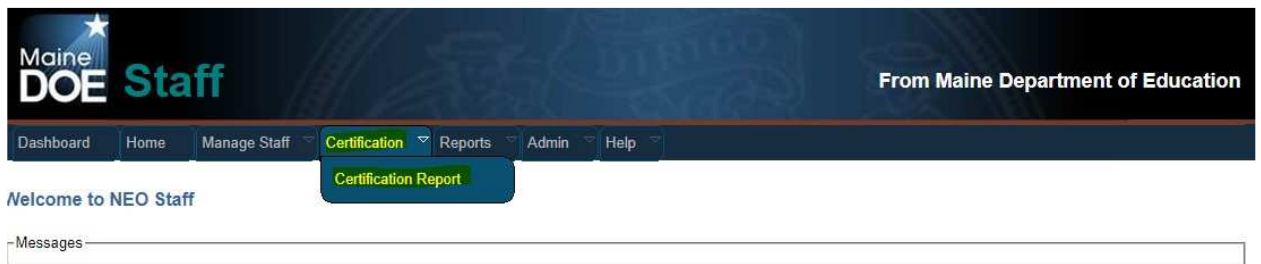 Maine
DOE Staff
DIRIGO
From Maine Department of Education
Dashboard Home Manage Staff Certification Reports Admin Help
Certification Report
Welcome to NEO Staff
Messages